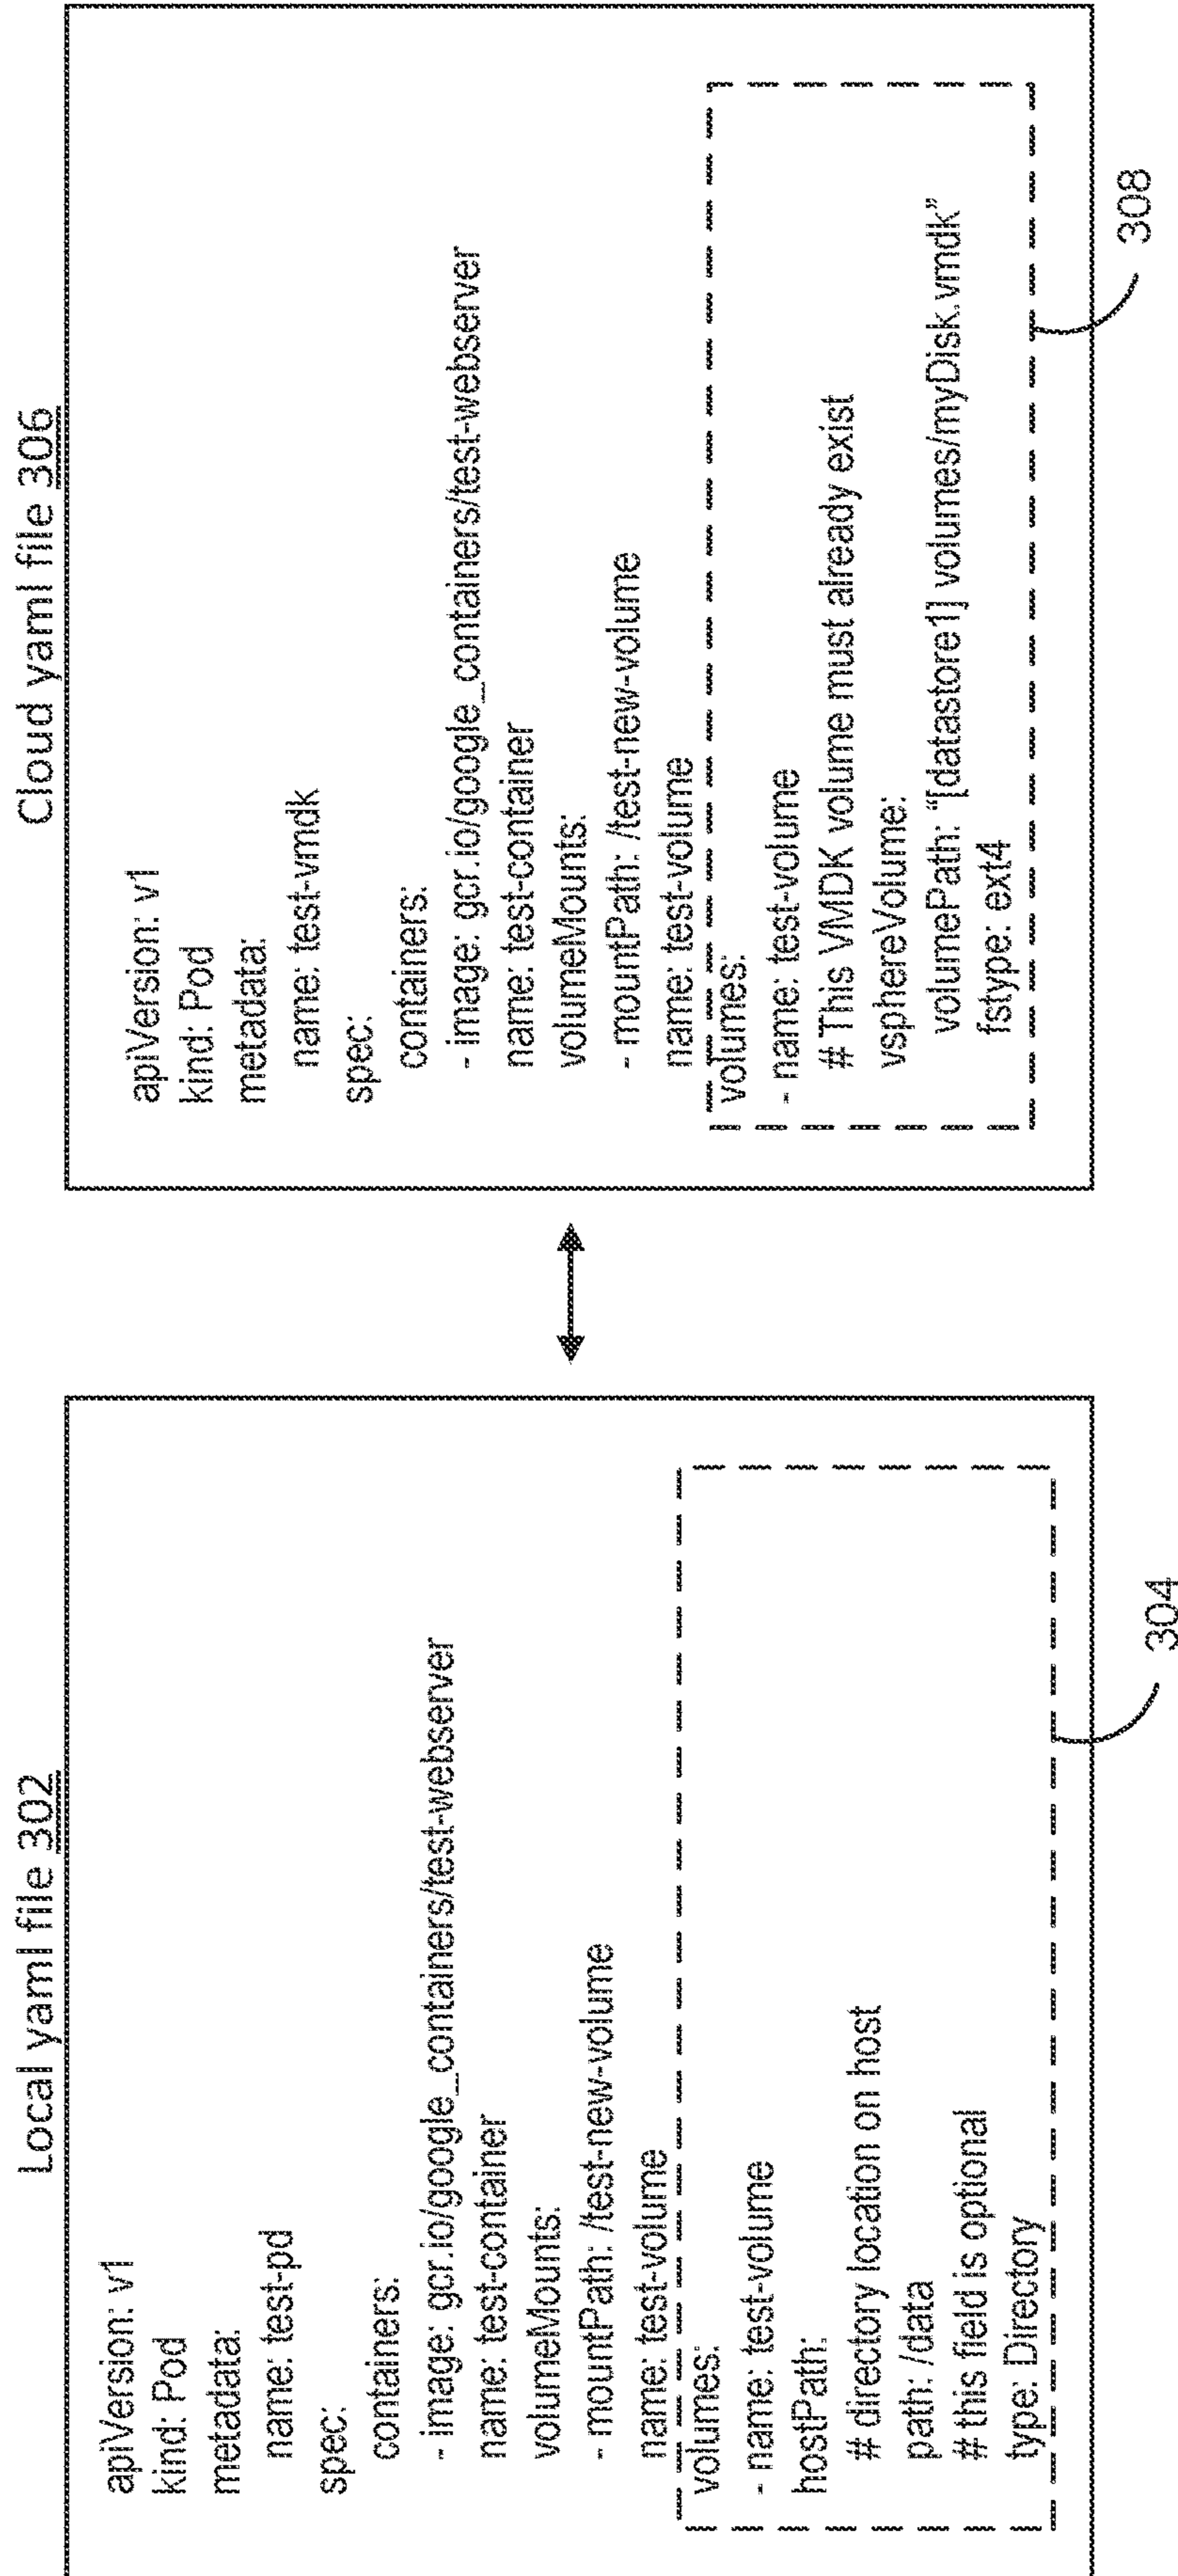 Local yaml file 302
apiVersion: v1
kind: Pod
metadata:
name: test-pd
spec:
containers:
- image: gcr.io/google_containers/test-webserver
name: test-container
volumeMounts:
- mountPath: /test-new-volume
name: test-volume
volumes:
- name: test-volume
hostPath:
# directory location on host
path: /data
# this field is optional
type: Directory
304
Cloud yaml file 306
apiVersion: v1
kind: Pod
metadata:
name: test-vmdk
spec:
containers:
- image: gcr.io/google_containers/test-webserver
name: test-container
volumeMounts:
- mountPath: /test-new-volume
name: test-volume
volumes:
- name: test-volume
# This VMDK volume must already exist
vsphereVolume:
volumePath: “[datastore1] volumes/myDisk.vmdk”
fstype: ext4
308